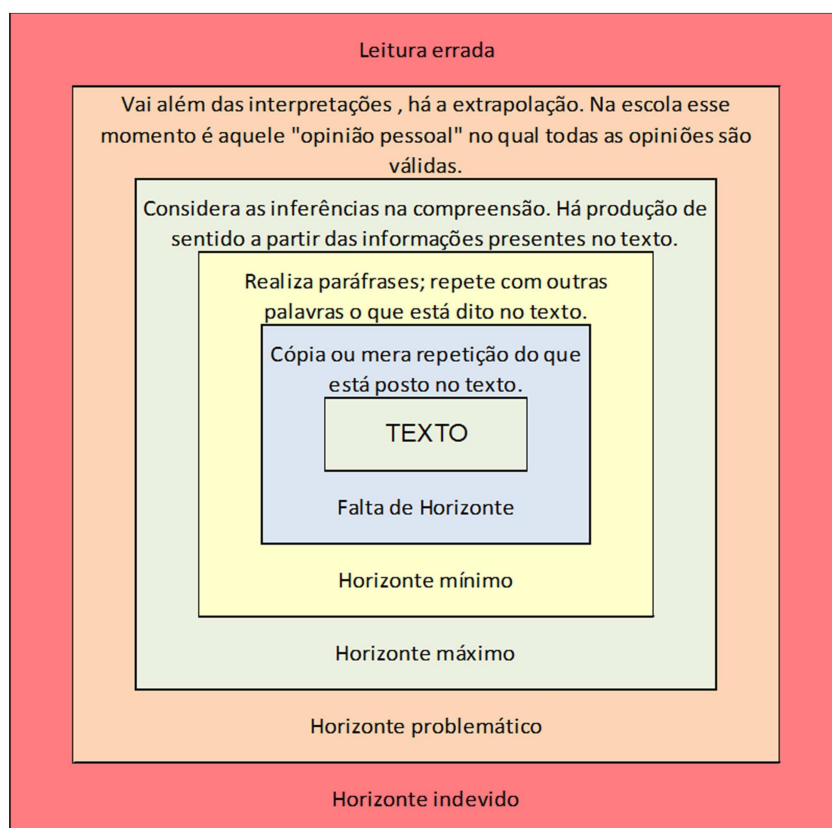 Leitura errada
Vai além das interpretações , há a extrapolação. Na escola esse
momento é aquele "opinião pessoal" no qual todas as opiniões são
válidas.
Considera as inferências na compreensão. Há produção de
sentido a partir das informações presentes no texto.
Realiza paráfrases; repete com outras
palavras o que está dito no texto.
Cópia ou mera repetição do que
está posto no texto.
TEXTO
Falta de Horizonte
Horizonte mínimo
Horizonte máximo
Horizonte problemático
Horizonte indevido